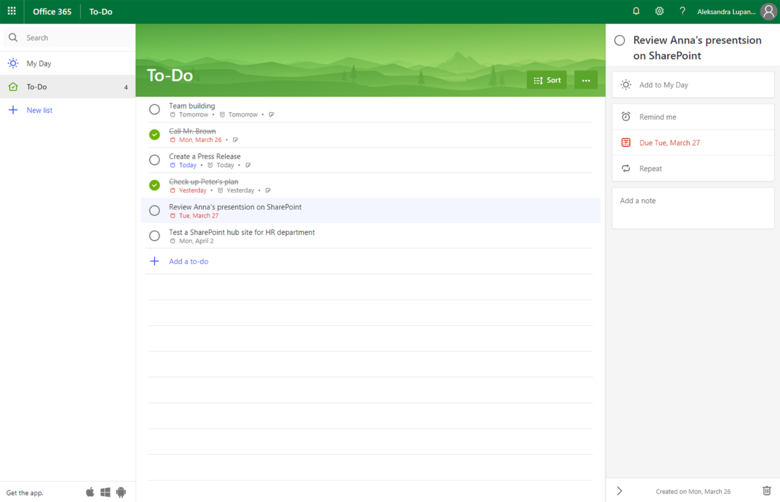 Office 365 To-Do
? Aleksandra Lupan...
Search
My Day
To-Do 4
New list
To-Do
Sort
Team building
Tomorrow • Tomorrow •
Call Mr. Brown
Mon, March 26 •
Create a Press Release
Today • Today •
Check up Peter's plan
Yesterday • Yesterday •
Review Anna's presentsion on SharePoint
Tue, March 27
Test a SharePoint hub site for HR department
Mon, April 2
Add a to-do
Review Anna's presentsion
on SharePoint
Add to My Day
Remind me
Due Tue, March 27
Repeat
Add a note
Get the app.
Created on Mon, March 26